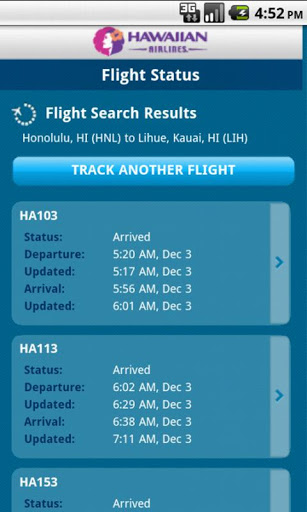 3G 4:52 PM
HAWAIIAN
AIRLINES.
Flight Status
Flight Search Results
Honolulu, HI (HNL) to Lihue, Kauai, HI (LIH)
TRACK ANOTHER FLIGHT
HA103
Status: Arrived
Departure: 5:20 AM, Dec 3
Updated: 5:17 AM, Dec 3
Arrival: 5:56 AM, Dec 3
Updated: 6:01 AM, Dec 3
HA113
Status: Arrived
Departure: 6:02 AM, Dec 3
Updated: 6:29 AM, Dec 3
Arrival: 6:38 AM, Dec 3
Updated: 7:11 AM, Dec 3
HA153
Status: Arrived